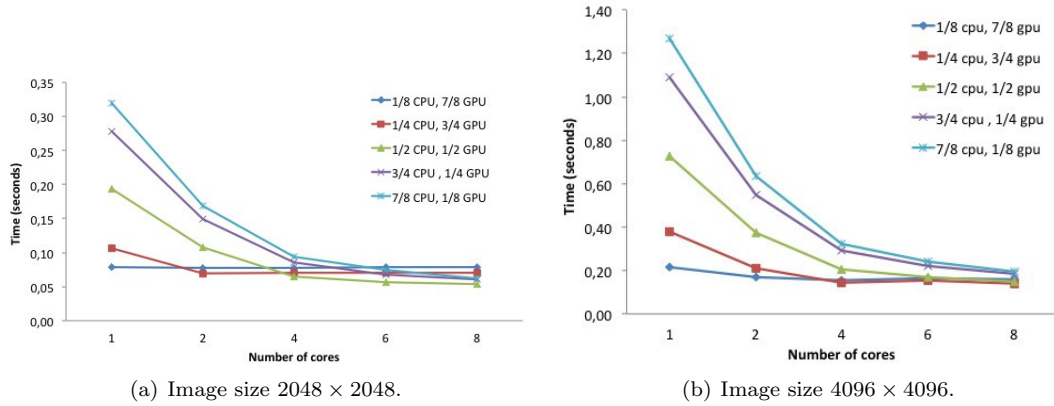 0,35
0,30
0,25
0,20
0,15
0,10
0,05
0,00
Time (seconds)
1/8 CPU, 7/8 GPU
1/4 CPU, 3/4 GPU
1/2 CPU, 1/2 GPU
3/4 CPU , 1/4 GPU
7/8 CPU, 1/8 GPU
1 2 4 6 8
Number of cores
(a) Image size 2048 × 2048.
1,40
1,20
1,00
0,80
0,60
0,40
0,20
0,00
Time (seconds)
1/8 cpu, 7/8 gpu
1/4 cpu, 3/4 gpu
1/2 cpu, 1/2 gpu
3/4 cpu , 1/4 gpu
7/8 cpu, 1/8 gpu
1 2 4 6 8
Number of cores
(b) Image size 4096 × 4096.